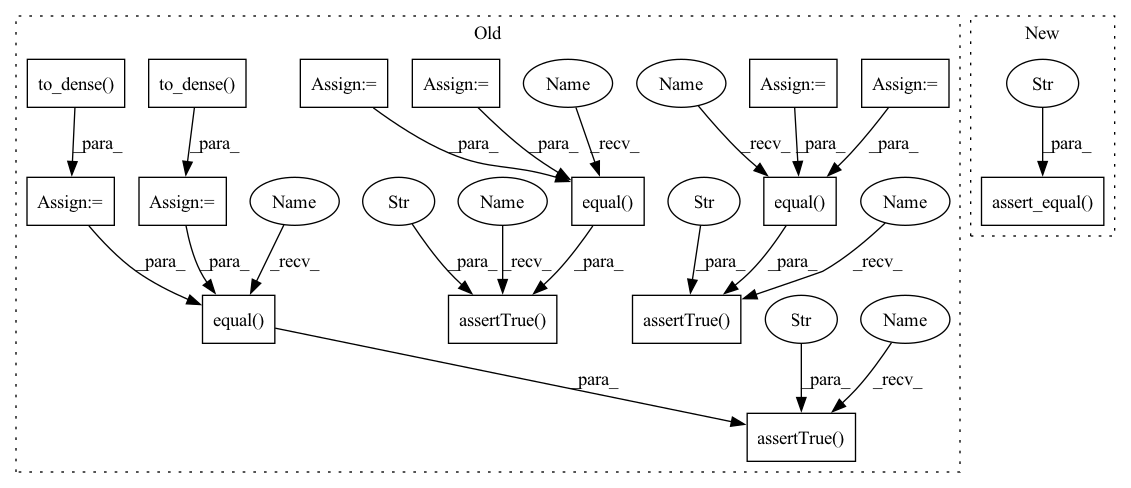 Old
New
to_dense()
to_dense()
Assign:=
Assign:=
Name
Name
Assign:=
Assign:=
Str
_para_
_para_
_para_
_para_
_recv_
_recv_
_para_
_para_
_para_
Assign:=
Assign:=
Name
Str
Name
equal()
Str
equal()
Name
assert_equal()
_para_
_para_
_recv_
_para_
_recv_
_para_
_para_
_para_
_recv_
equal()
assertTrue()
assertTrue()
Str
Name
_para_
_para_
_recv_
assertTrue()